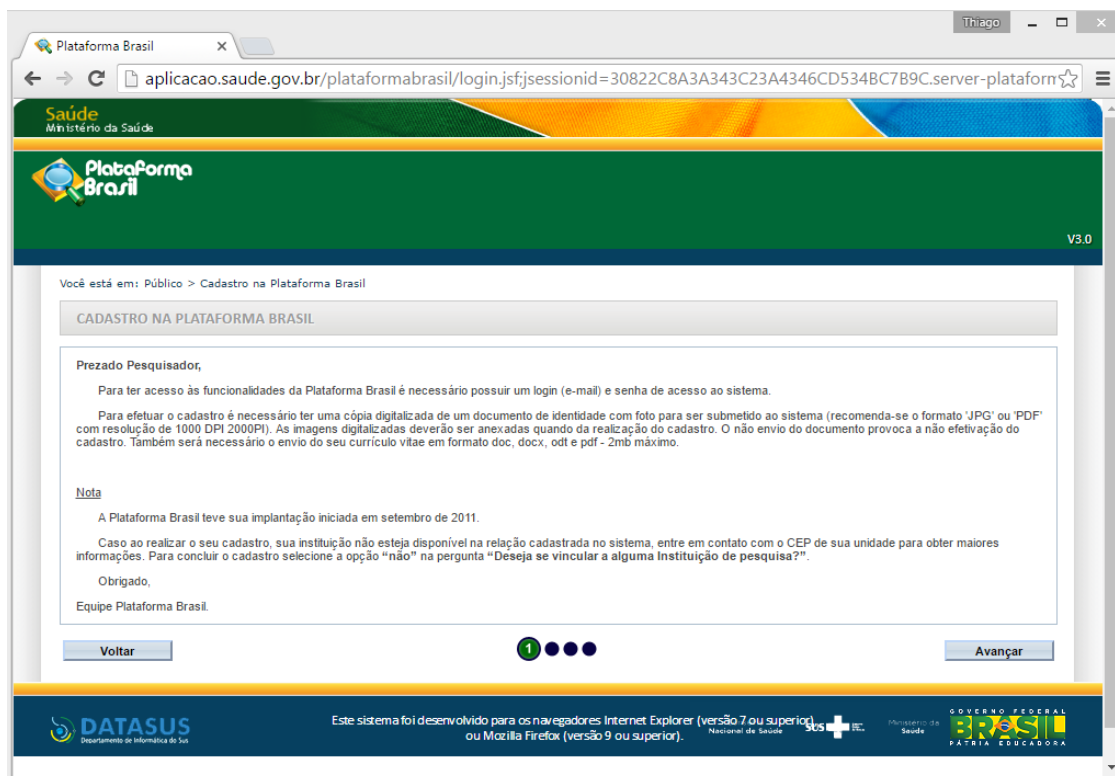 Thiago
Plataforma Brasil
aplicacao.saude.gov.br/plataformabrasil/login.jsf;jsessionid=30822C8A3A343C23A4346CD534BC7B9C.server-plataform
Saúde
Ministério da Saúde
Plataforma
Brasil
V3.0
Você está em: Público > Cadastro na Plataforma Brasil
CADASTRO NA PLATAFORMA BRASIL
Prezado Pesquisador,
Para ter acesso às funcionalidades da Plataforma Brasil é necessário possuir um login (e-mail) e senha de acesso ao sistema.
Para efetuar o cadastro é necessário ter uma cópia digitalizada de um documento de identidade com foto para ser submetido ao sistema (recomenda-se o formato 'JPG' ou 'PDF'
com resolução de 1000 DPI 2000PI). As imagens digitalizadas deverão ser anexadas quando da realização do cadastro. O não envio do documento provoca a não efetivação do
cadastro. Também será necessário o envio do seu currículo vitae em formato doc, docx, odt e pdf - 2mb máximo.
Nota
A Plataforma Brasil teve sua implantação iniciada em setembro de 2011.
Caso ao realizar o seu cadastro, sua instituição não esteja disponível na relação cadastrada no sistema, entre em contato com o CEP de sua unidade para obter maiores
informações. Para concluir o cadastro selecione a opção “não” na pergunta “Deseja se vincular a alguma Instituição de pesquisa?”.
Obrigado,
Equipe Plataforma Brasil.
Voltar
1
Avançar
DATASUS
Departamento de Informática do Sus
Este sistema foi desenvolvido para os navegadores Internet Explorer (versão 7 ou superior),
ou Mozilla Firefox (versão 9 ou superior).
Nacional de Saúde
SUS
Ministério da
Saúde
GOVERNO FEDERAL
BRASIL
PÁTRIA EDUCADORA